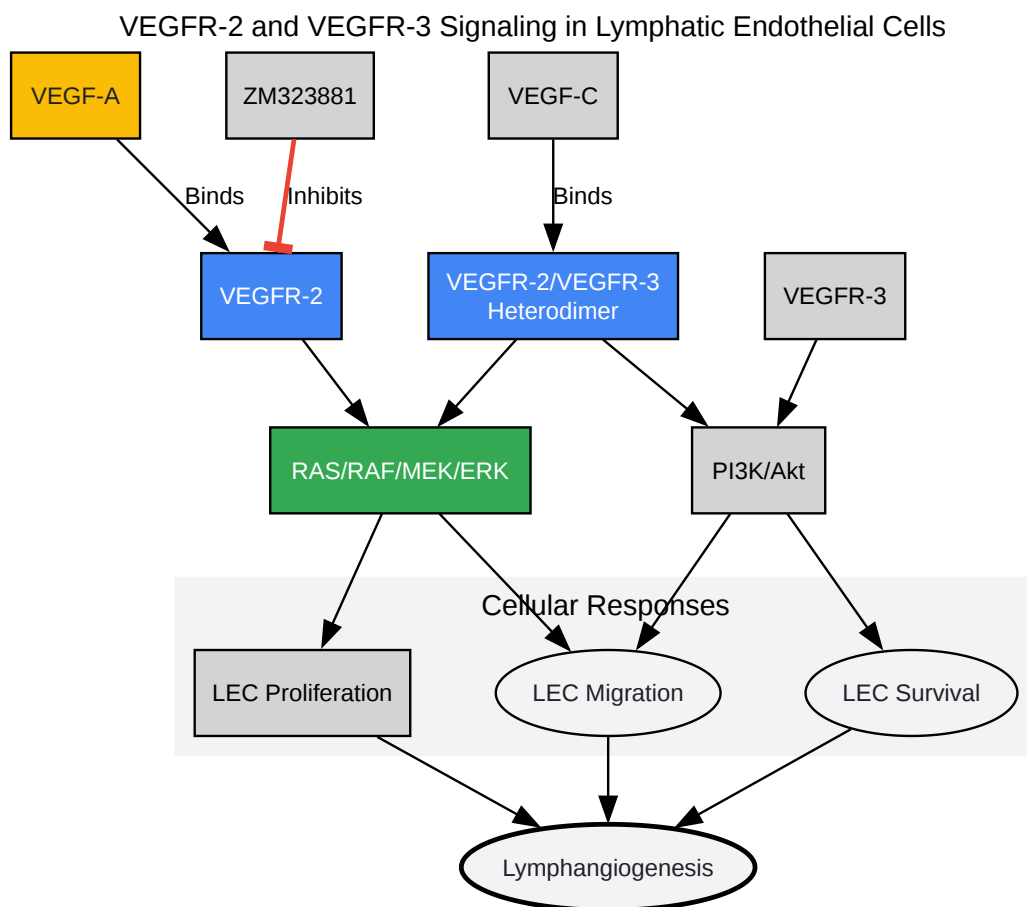 VEGFR-2 and VEGFR-3 Signaling in Lymphatic Endothelial Cells
VEGF-A
ZM323881
VEGF-C
Binds
Inhibits
Binds
VEGFR-2
VEGFR-2/VEGFR-3
Heterodimer
VEGFR-3
RAS/RAF/MEK/ERK
PI3K/Akt
Cellular Responses
LEC Proliferation
LEC Migration
LEC Survival
Lymphangiogenesis